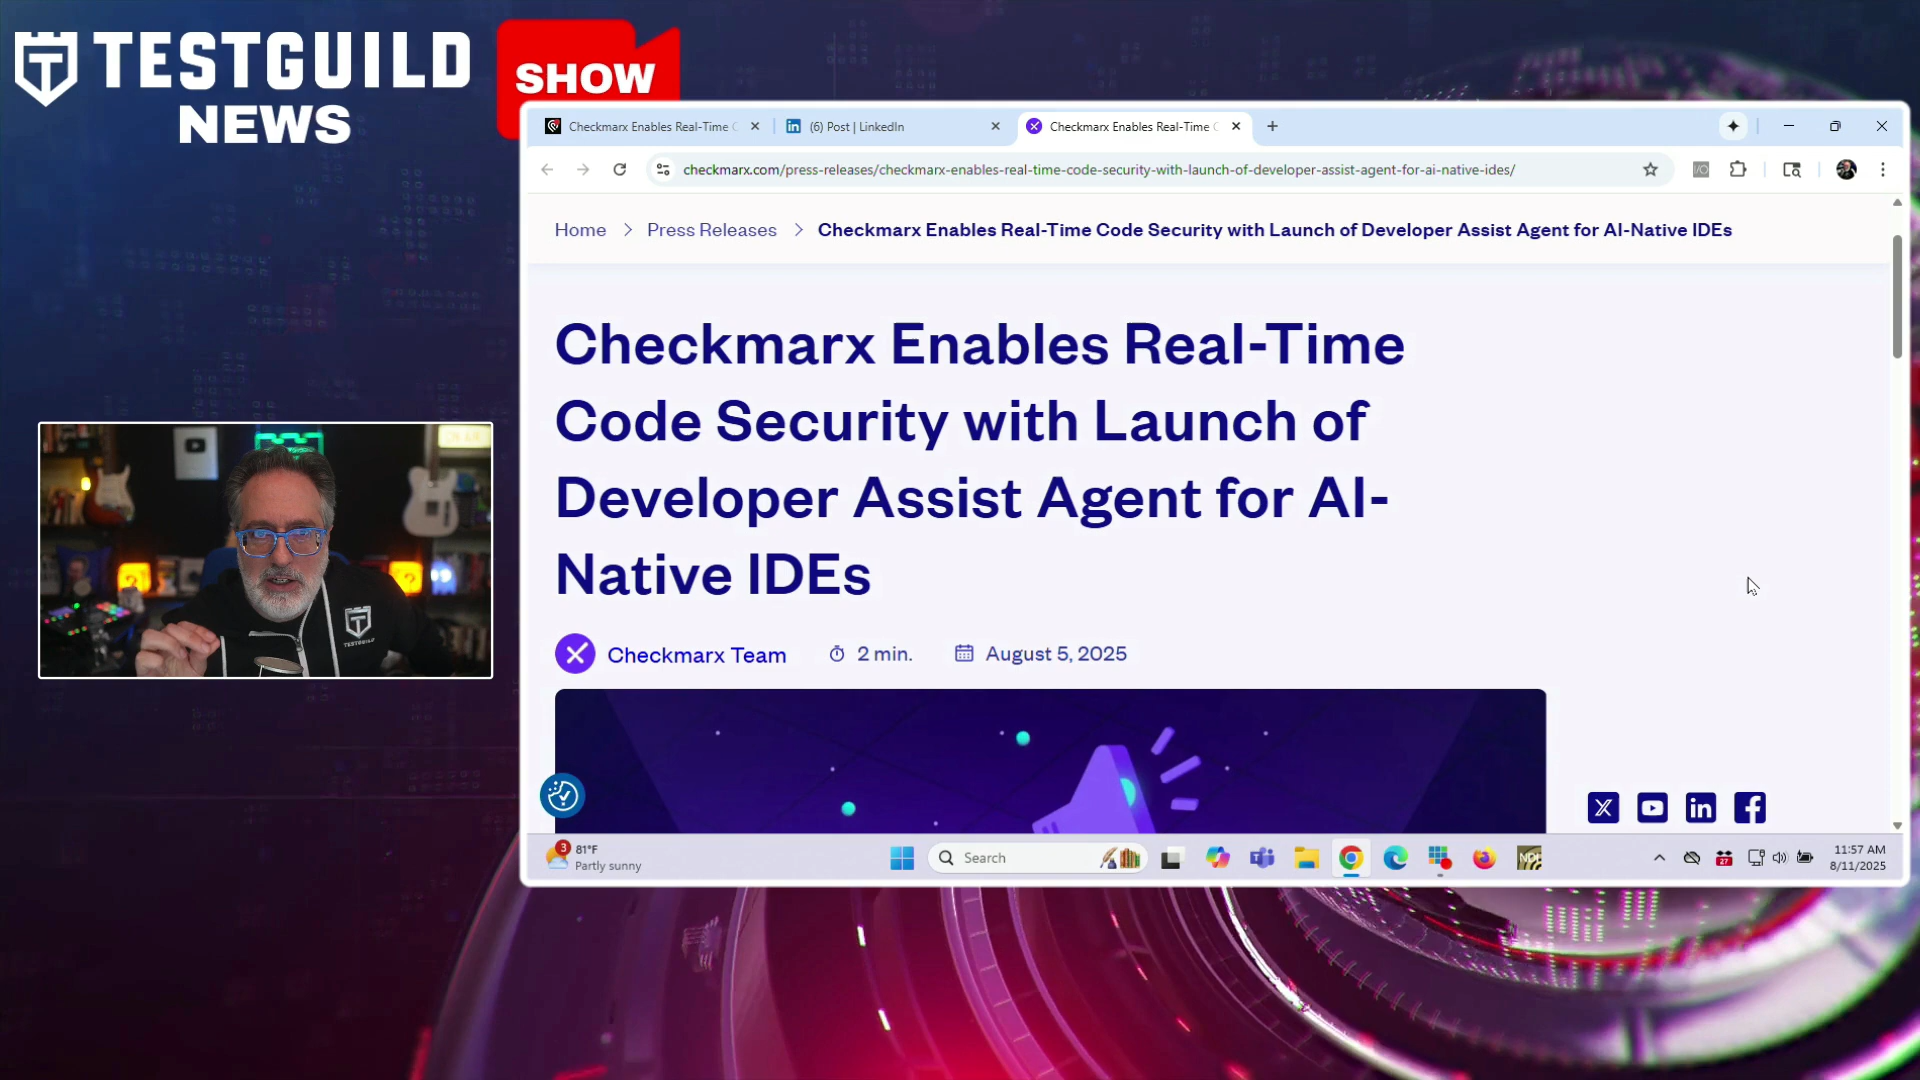 TESTGUILD
NEWS
SHOW
Checkmarx Enables Real-Time C
(6) Post | LinkedIn
Checkmarx Enables Real-Time C
checkmarx.com/press-releases/checkmarx-enables-real-time-code-security-with-launch-of-developer-assist-agent-for-ai-native-ides/
Home > Press Releases > Checkmarx Enables Real-Time Code Security with Launch of Developer Assist Agent for AI-Native IDEs
Checkmarx Enables Real-Time
Code Security with Launch of
Developer Assist Agent for AI-
Native IDEs
Checkmarx Team 2 min. August 5, 2025
TESTGUILD
3
81°F
Partly sunny
Search
27
11:57 AM
8/11/2025